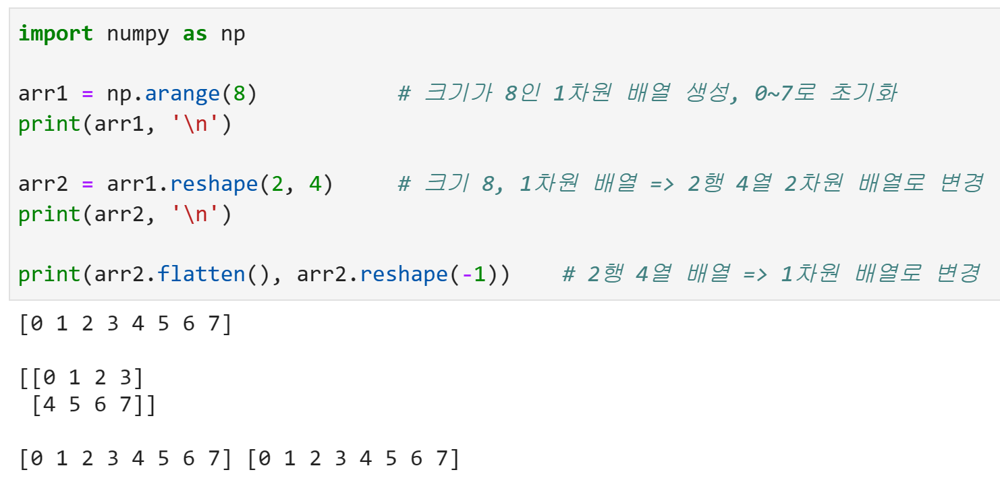 import numpy as np
arr1 = np.arange(8)            # 크기가 8인 1차원 배열 생성, 0~7로 초기화
print(arr1, '\n')
arr2 = arr1.reshape(2, 4)      # 크기 8, 1차원 배열 => 2행 4열 2차원 배열로 변경
print(arr2, '\n')
print(arr2.flatten(), arr2.reshape(-1))    # 2행 4열 배열 => 1차원 배열로 변경
[0 1 2 3 4 5 6 7]
[[0 1 2 3]
 [4 5 6 7]]
[0 1 2 3 4 5 6 7] [0 1 2 3 4 5 6 7]